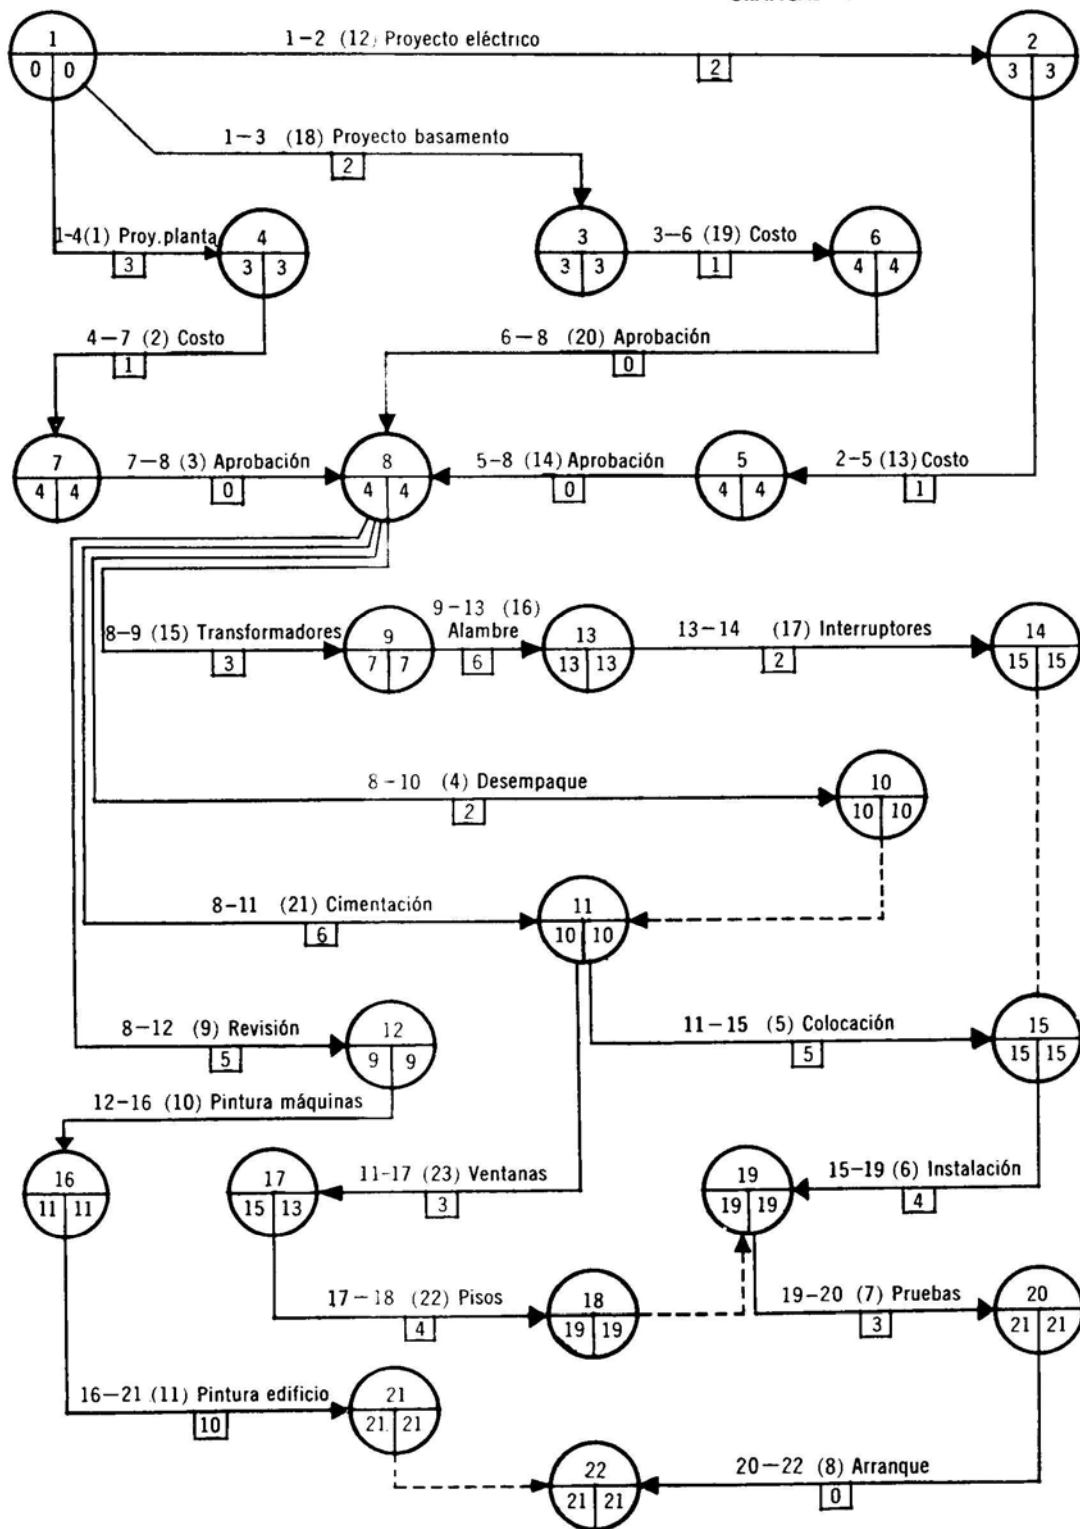 1
0 0
1-2 (12) Proyecto eléctrico
2
2
3 3
1-3 (18) Proyecto basamento
2
1-4(1) Proy.planta
3
4
3 3
3
3 3
3-6 (19) Costo
1
6
4 4
4-7 (2) Costo
1
6-8 (20) Aprobación
0
7
4 4
7-8 (3) Aprobación
0
8
4 4
5-8 (14) Aprobación
0
5
4 4
2-5 (13) Costo
1
8-9 (15) Transformadores
3
9
7 7
9-13 (16)
Alambre
6
13
13 13
13-14 (17) Interruptores
2
14
15 15
8-10 (4) Desempaque
2
10
10 10
8-11 (21) Cimentación
6
11
10 10
8-12 (9) Revisión
5
12
9 9
11-15 (5) Colocación
5
15
15 15
12-16 (10) Pintura máquinas
16
11 11
17
15 13
11-17 (23) Ventanas
3
19
19 19
15-19 (6) Instalación
4
17-18 (22) Pisos
4
18
19 19
19-20 (7) Pruebas
3
20
21 21
16-21 (11) Pintura edificio
10
21
21 21
22
21 21
20-22 (8) Arranque
0